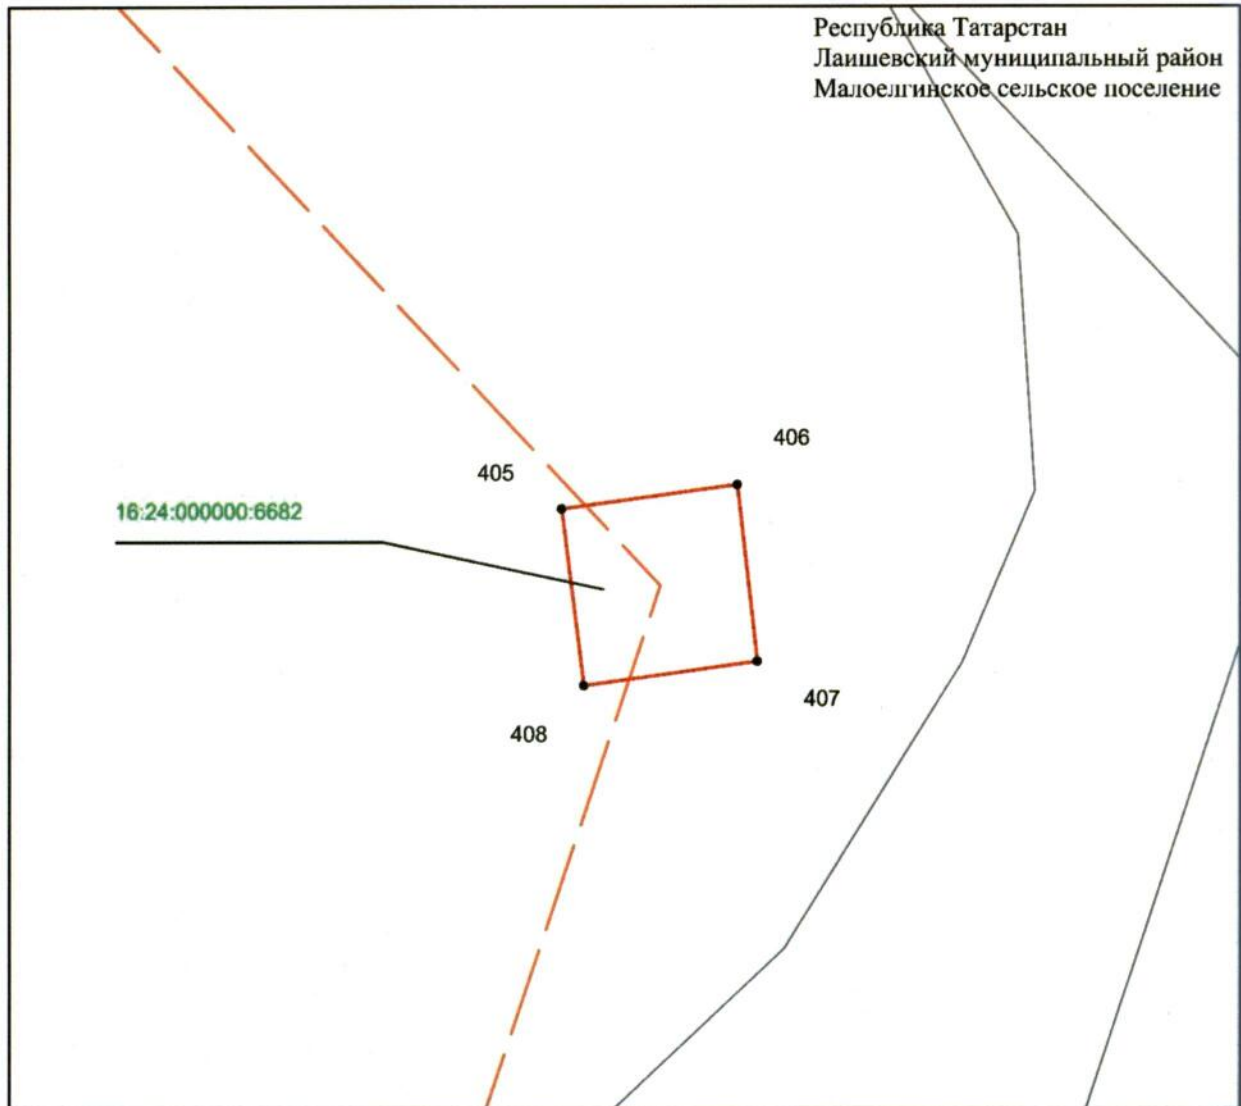 Республика Татарстан
Лаишевский муниципальный район
Малоелгинское сельское поселение
406
405
16:24:000000:6682
407
408